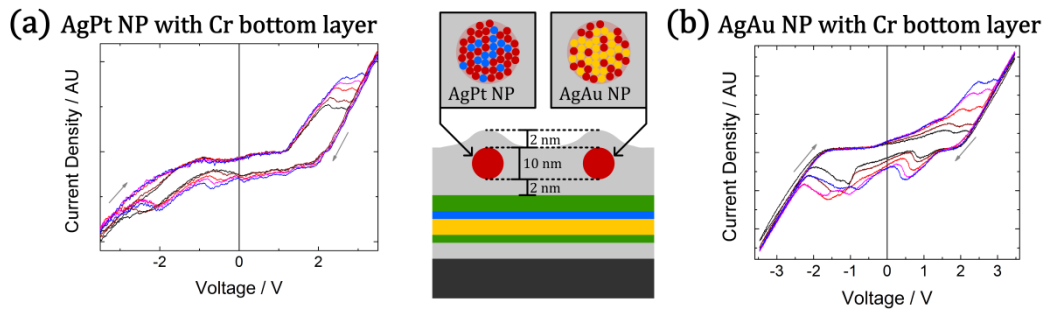 (a) AgPt NP with Cr bottom layer
Current Density / AU
-2
0
2
Voltage / V
AgPt NP
AgAu NP
2 nm
10 nm
2 nm
(b) AgAu NP with Cr bottom layer
Current Density / AU
-3
-2
-1
0
1
2
3
Voltage / V